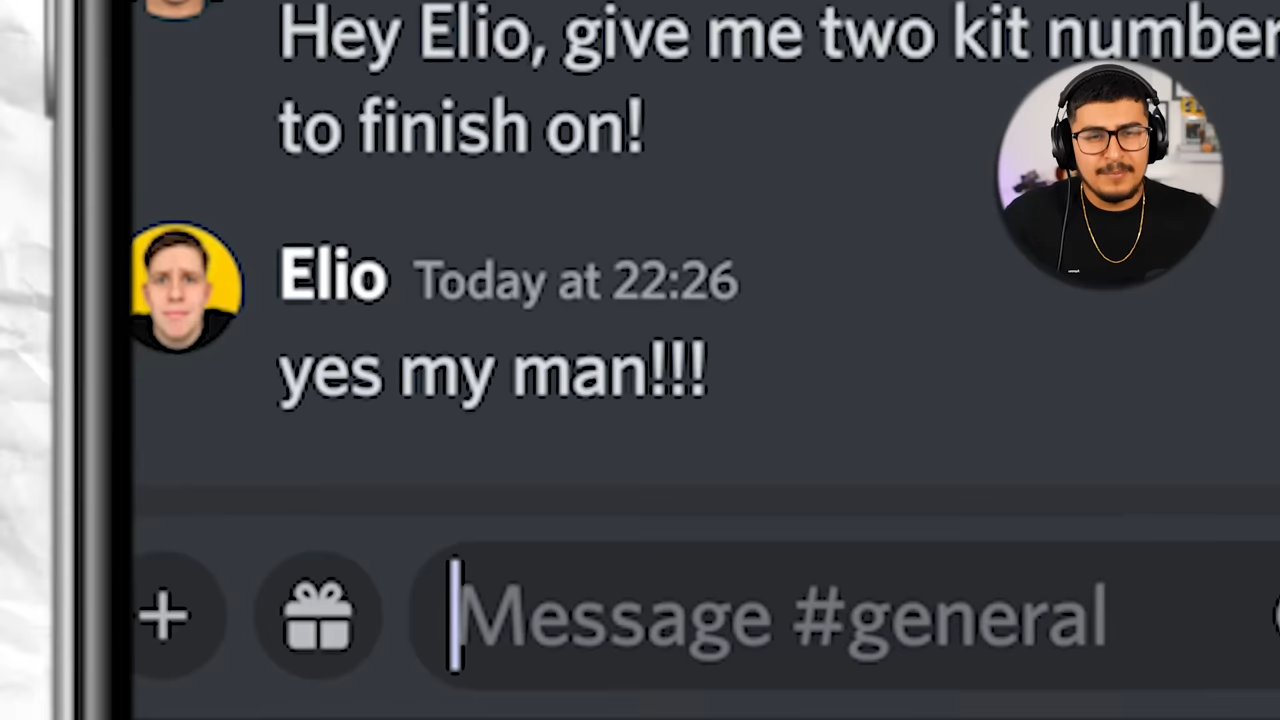 Hey Elio, give me two kit number
to finish on!
Elio Today at 22:26
yes my man!!!
Message #general